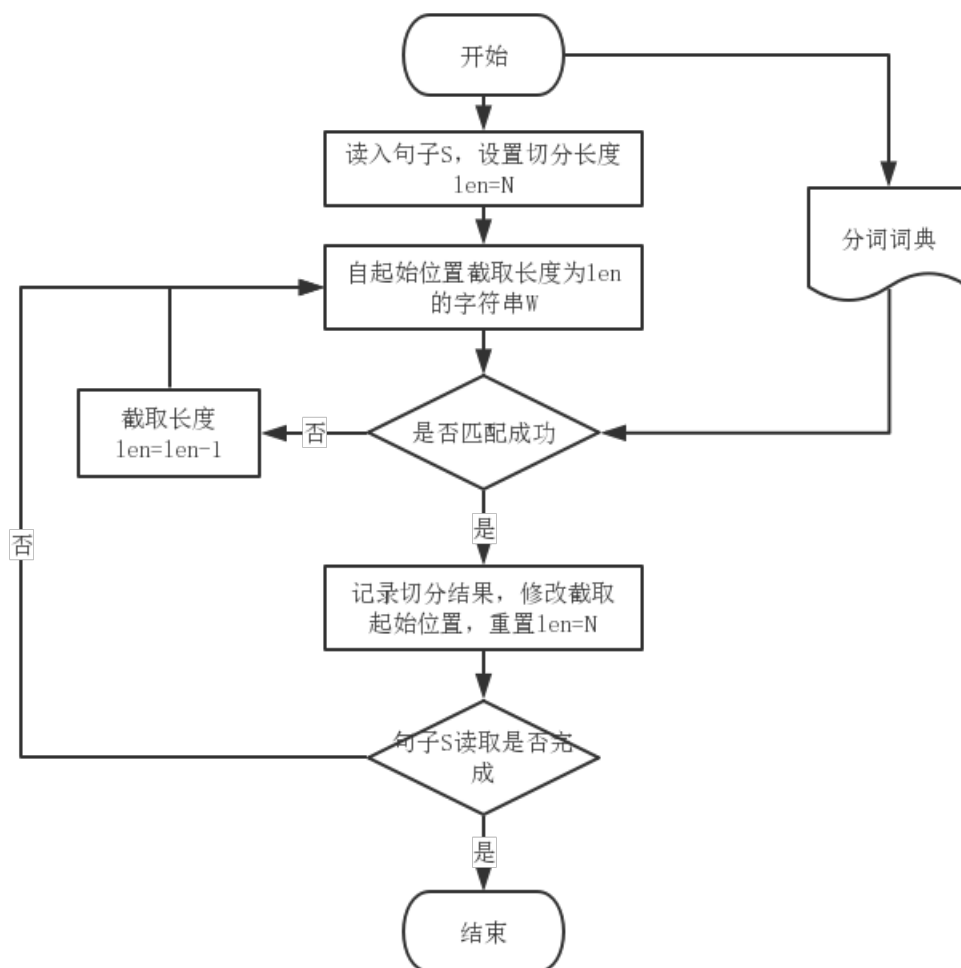 开始
读入句子S，设置切分长度
len=N
分词词典
自起始位置截取长度为len
的字符串W
截取长度
len=len-1
否
是否匹配成功
是
否
记录切分结果，修改截取
起始位置，重置len=N
句子S读取是否完
成
是
结束